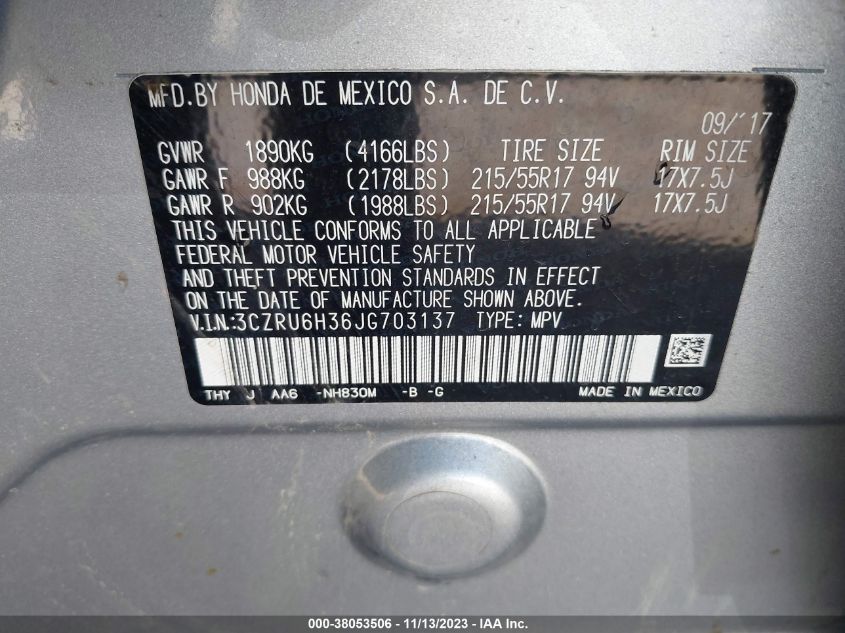 MFD.BY HONDA DE MEXICO S.A. DE C.V.
09/'17
GVWR 1890KG (4166LBS) TIRE SIZE RIM SIZE
GAWR F 988KG (2178LBS) 215/55R17 94V 17X7.5J
GAWR R 902KG (1988LBS) 215/55R17 94V 17X7.5J
THIS VEHICLE CONFORMS TO ALL APPLICABLE
FEDERAL MOTOR VEHICLE SAFETY
AND THEFT PREVENTION STANDARDS IN EFFECT
ON THE DATE OF MANUFACTURE SHOWN ABOVE.
V.I.N.:3CZRU6H36JG703137 TYPE: MPV
THY J AA6 -NH830M -B -G MADE IN MEXICO
000-38053506 - 11/13/2023 - IAA Inc.